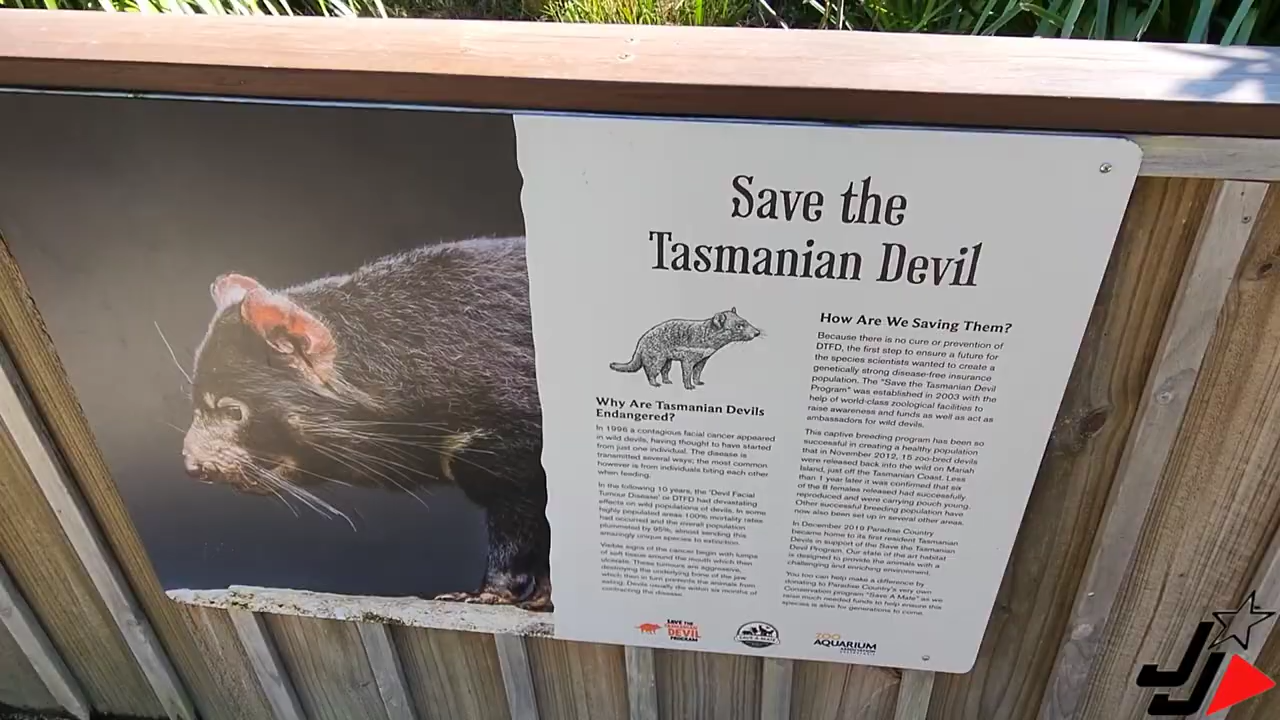 Save the
Tasmanian Devil
Why Are Tasmanian Devils
Endangered?
In 1996 a contagious facial cancer appeared
in wild devils, having thought to have started
from just one individual. The disease is
transmitted several ways; the most common
however is from individuals biting each other
when feeding.
In the following 10 years, the 'Devil Facial
Tumour Disease' or DTFD had devastating
effects on wild populations of devils. In some
highly populated areas 100% mortality rates
had occurred and the overall population
plummeted by 95%, almost sending this
amazingly unique species to extinction.
Visible signs of the cancer begin with lumps
of soft tissue around the mouth which then
ulcerate. These tumours are aggressive,
destroying the underlying bone of the jaw
which then in turn prevents the animals from
eating. Devils usually die within six months of
contracting the disease.
How Are We Saving Them?
Because there is no cure or prevention of
DTFD, the first step to ensure a future for
the species scientists wanted to create a
genetically strong disease-free insurance
population. The "Save the Tasmanian Devil
Program" was established in 2003 with the
help of world-class zoological facilities to
raise awareness and funds as well as act as
ambassadors for wild devils.
This captive breeding program has been so
successful in creating a healthy population
that in November 2012, 15 zoo-bred devils
were released back into the wild on Mariah
Island, just off the Tasmanian Coast. Less
than 1 year later it was confirmed that six
of the 8 females released had successfully
reproduced and were carrying pouch young.
Other successful breeding population have
now also been set up in several other areas.
In December 2019 Paradise Country
became home to its first resident Tasmanian
Devils in support of the Save the Tasmanian
Devil Program. Our state of the art habitat
is designed to provide the animals with a
challenging and enriching environment.
You too can help make a difference by
donating to Paradise Country's very own
Conservation program "Save A Mate" as we
raise much needed funds to help ensure this
species is alive for generations to come.
SAVE THE
TASMANIAN
DEVIL
PROGRAM
SAVE A MATE
ZOO
AQUARIUM
ASSOCIATION
JJ